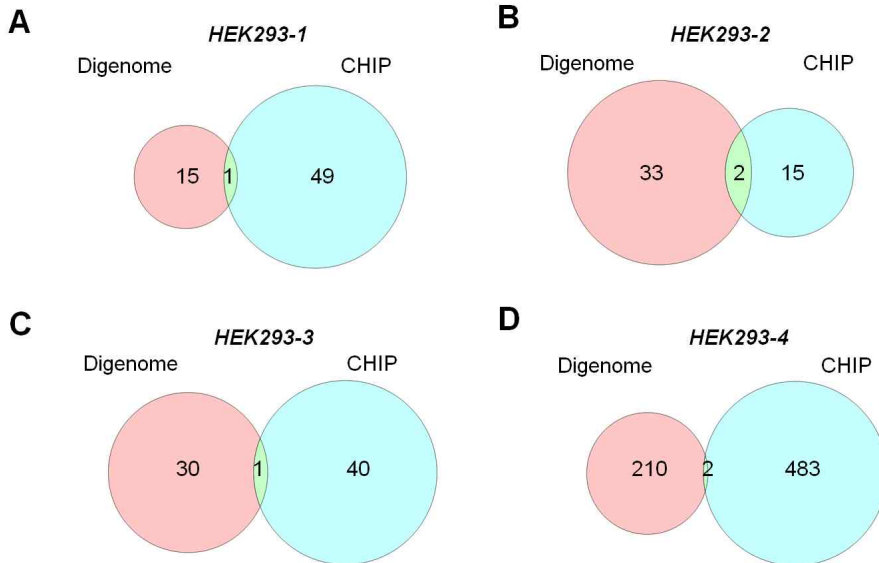 A
HEK293-1
Digenome CHIP
15 1 49
B
HEK293-2
Digenome CHIP
33 2 15
C
HEK293-3
Digenome CHIP
30 1 40
D
HEK293-4
Digenome CHIP
210 2 483